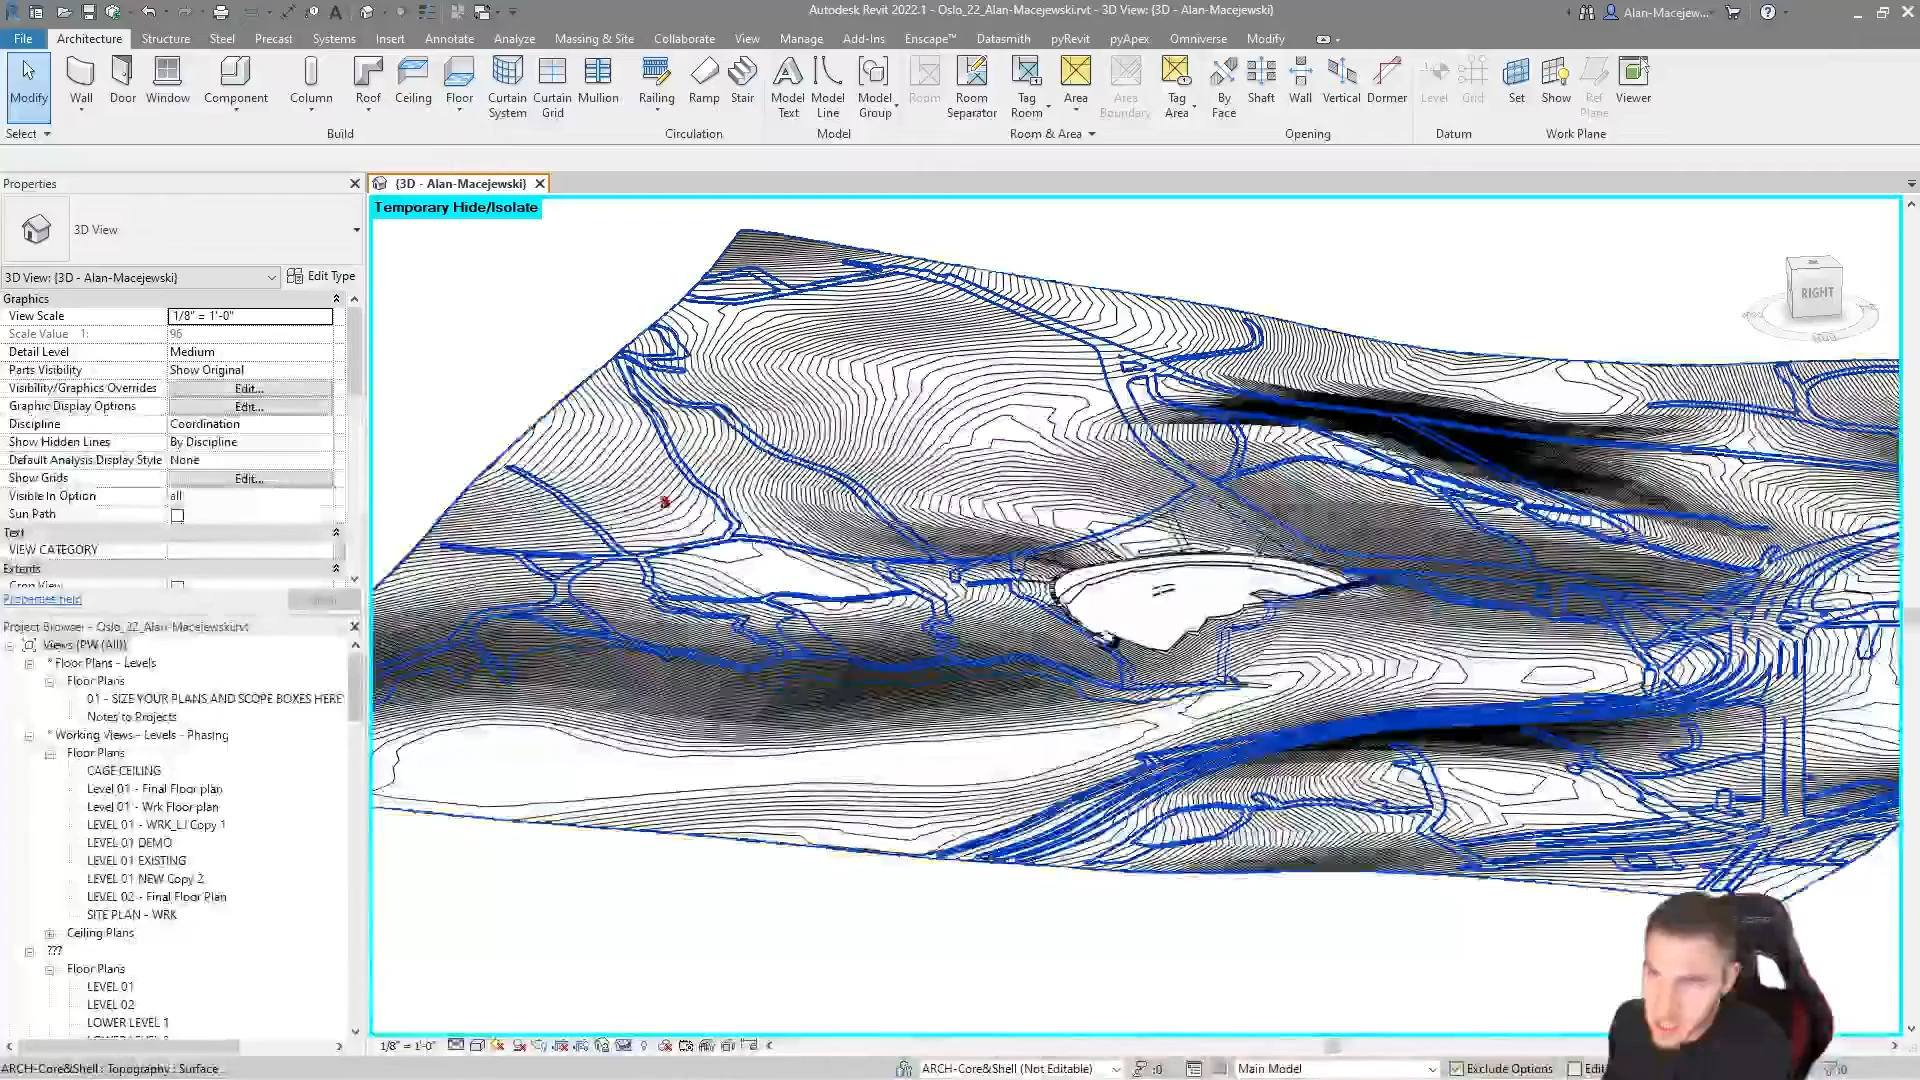 Autodesk Revit 2022.1 - Oslo_22_Alan-Macejewski.rvt - 3D View: {3D - Alan-Macejewski}
Alan-Macejew...
File Architecture Structure Steel Precast Systems Insert Annotate Analyze Massing & Site Collaborate View Manage Add-Ins Enscape™ Datasmith pyRevit pyApex Omniverse Modify
Modify Wall Door Window Component Column Roof Ceiling Floor Curtain System Curtain Grid Mullion Railing Ramp Stair Model Text Model Line Model Group Room Room Separator Tag Room Area Area Boundary Tag Area By Face Shaft Wall Vertical Dormer Level Grid Set Show Ref Plane Viewer
Select Build Circulation Model Room & Area Opening Datum Work Plane
Properties
{3D - Alan-Macejewski}
Temporary Hide/Isolate
3D View
3D View: {3D - Alan-Macejewski} Edit Type
Graphics
View Scale 1/8" = 1'-0"
Scale Value 1: 96
Detail Level Medium
Parts Visibility Show Original
Visibility/Graphics Overrides Edit...
Graphic Display Options Edit...
Discipline Coordination
Show Hidden Lines By Discipline
Default Analysis Display Style None
Show Grids Edit...
Visible In Option all
Sun Path
Text
VIEW CATEGORY
Extents
Crop View
Properties help
Project Browser - Oslo_22_Alan-Macejewski.rvt
Views (PW (All))
* Floor Plans - Levels
Floor Plans
01 - SIZE YOUR PLANS AND SCOPE BOXES HERE
Notes to Projects
* Working Views - Levels - Phasing
Floor Plans
CAGE CEILING
Level 01 - Final Floor plan
Level 01 - Wrk Floor plan
LEVEL 01 - WRK_LI Copy 1
LEVEL 01 DEMO
LEVEL 01 EXISTING
LEVEL 01 NEW Copy 2
LEVEL 02 - Final Floor Plan
SITE PLAN - WRK
Ceiling Plans
???
Floor Plans
LEVEL 01
LEVEL 02
LOWER LEVEL 1
RIGHT
1/8" = 1'-0"
ARCH-Core&Shell : Topography : Surface
ARCH-Core&Shell (Not Editable) :0 Main Model Exclude Options